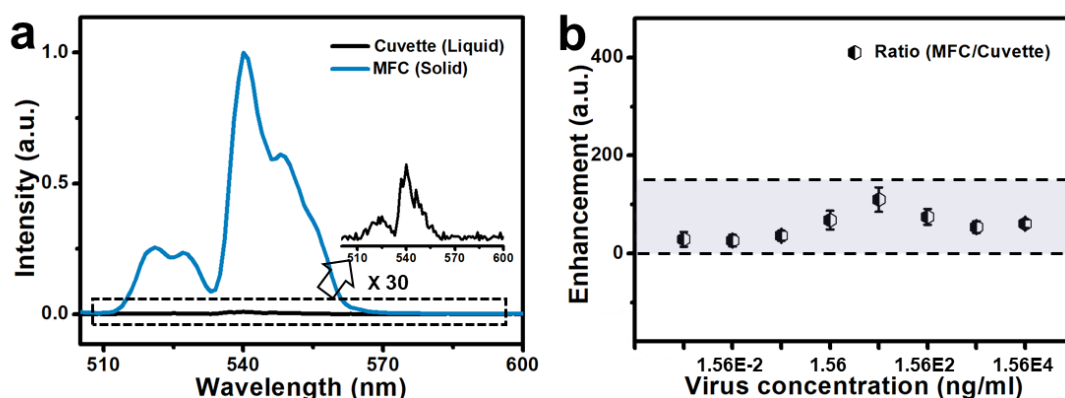 a
Intensity (a.u.)
1.0
0.5
0.0
Cuvette (Liquid)
MFC (Solid)
510 540 570 600
X 30
510 540 570 600
Wavelength (nm)
b
Enhancement (a.u.)
400
200
0
Ratio (MFC/Cuvette)
1.56E-2 1.56 1.56E2 1.56E4
Virus concentration (ng/ml)